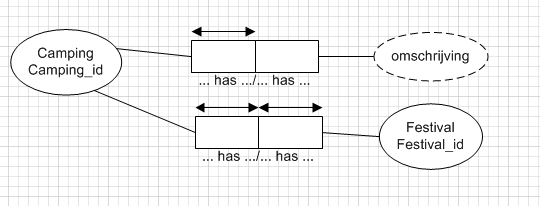 Camping
Camping_id
... has .../... has ...
omschrijving
... has .../... has ...
Festival
Festival_id